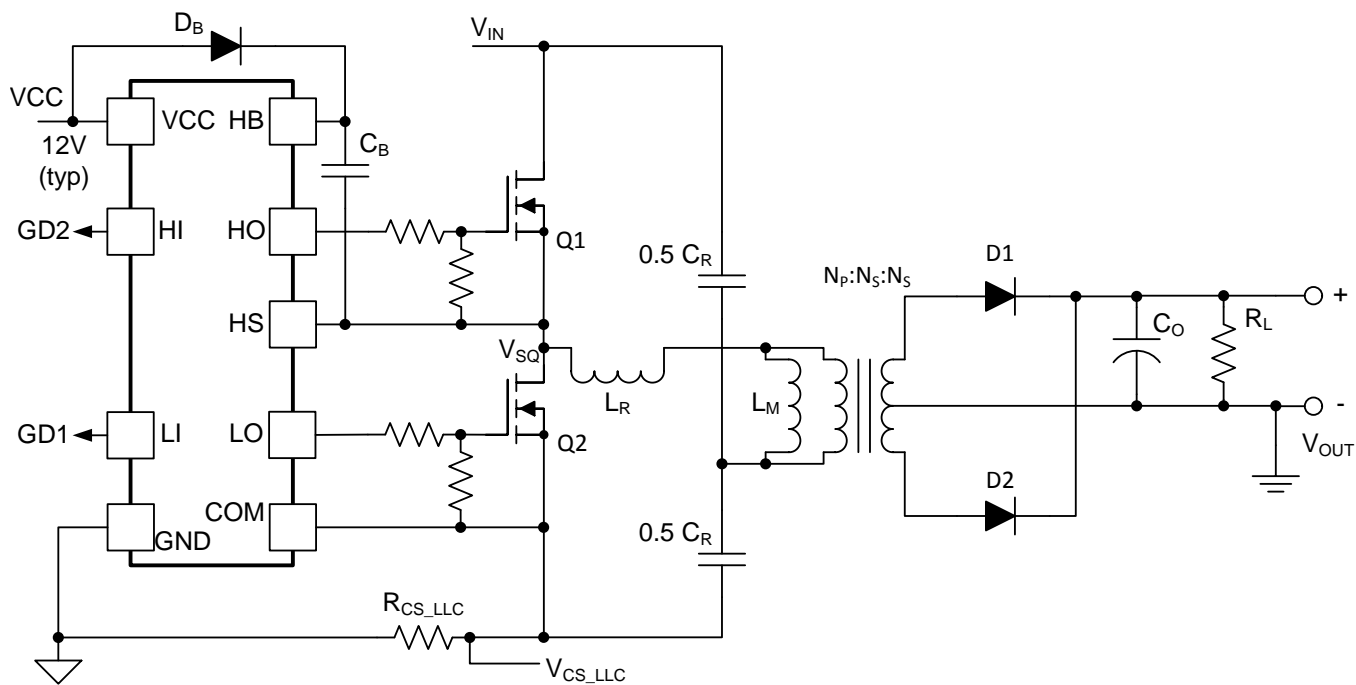 D_B
V_IN
VCC
12V
(typ)
VCC
HB
C_B
GD2
HI
HO
Q1
0.5 C_R
N_P:N_S:N_S
D1
+
C_O
R_L
HS
V_SQ
L_R
L_M
GD1
LI
LO
Q2
-
V_OUT
D2
COM
GND
0.5 C_R
R_CS_LLC
V_CS_LLC